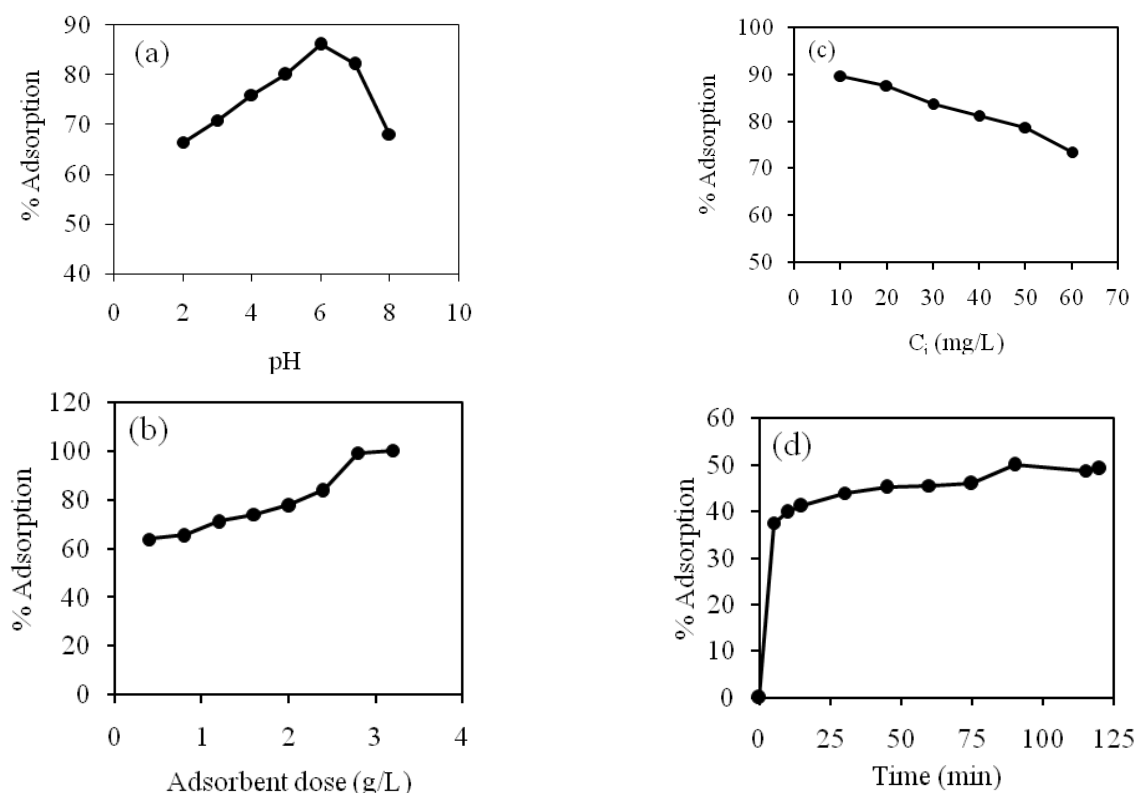 (a)
% Adsorption
90
80
70
60
50
40
0 2 4 6 8 10
pH
(c)
% Adsorption
100
90
80
70
60
50
0 10 20 30 40 50 60 70
Cᵢ (mg/L)
(b)
% Adsorption
120
100
80
60
40
20
0
0 1 2 3 4
Adsorbent dose (g/L)
(d)
% Adsorption
60
50
40
30
20
10
0
0 25 50 75 100 125
Time (min)